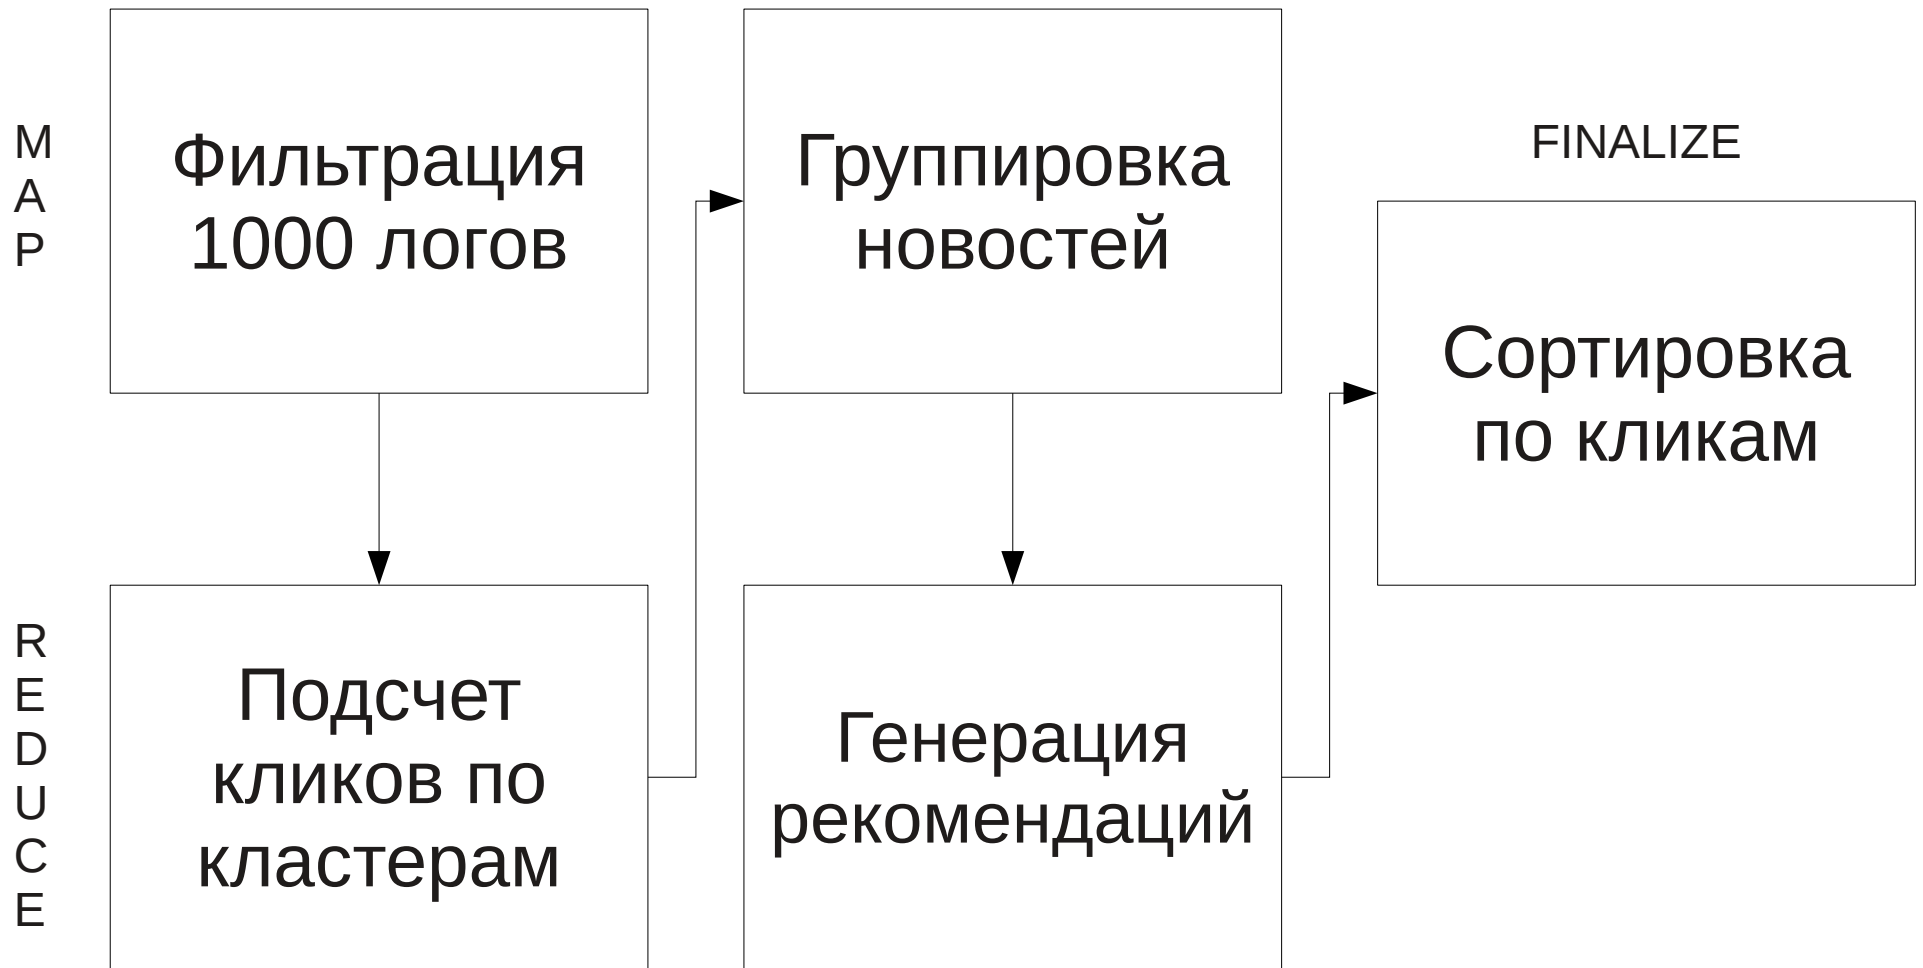 M
A
P
Фильтрация
1000 логов
Группировка
новостей
FINALIZE
Сортировка
по кликам
R
E
D
U
C
E
Подсчет
кликов по
кластерам
Генерация
рекомендаций